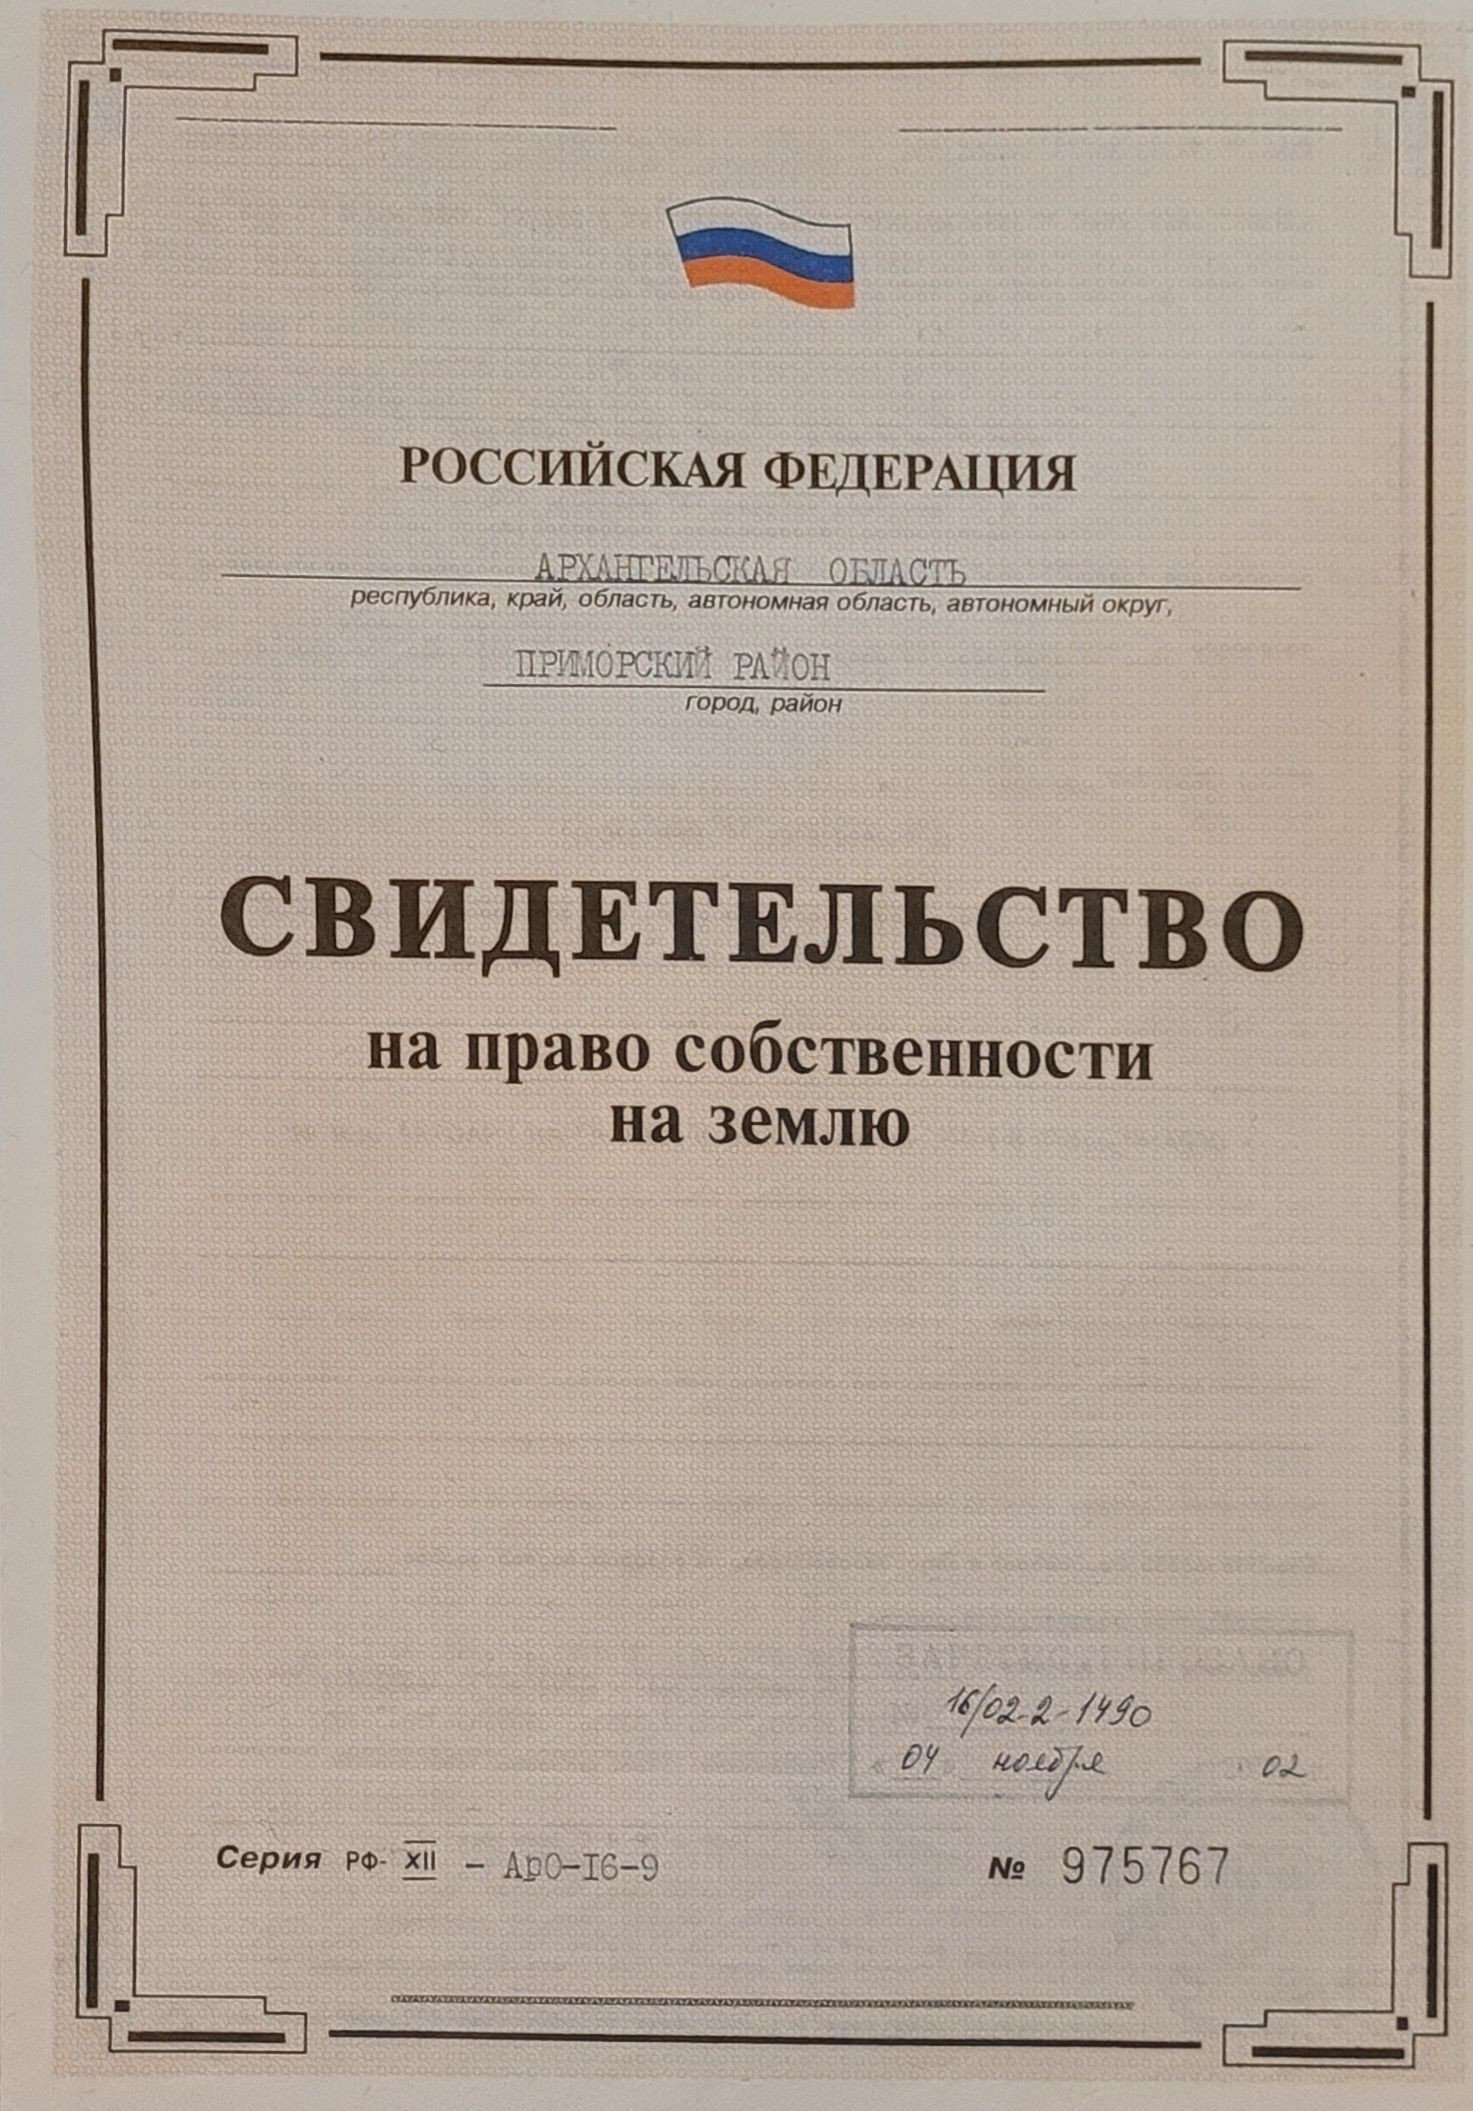 РОССИЙСКАЯ ФЕДЕРАЦИЯ
АРХАНГЕЛЬСКАЯ ОБЛАСТЬ
республика, край, область, автономная область, автономный округ,
ПРИМОРСКИЙ РАЙОН
город, район
СВИДЕТЕЛЬСТВО
на право собственности
на землю
16/02-2-1490
« 04 » ноября 02
Серия РФ-XII - АрО-I6-9
№ 975767